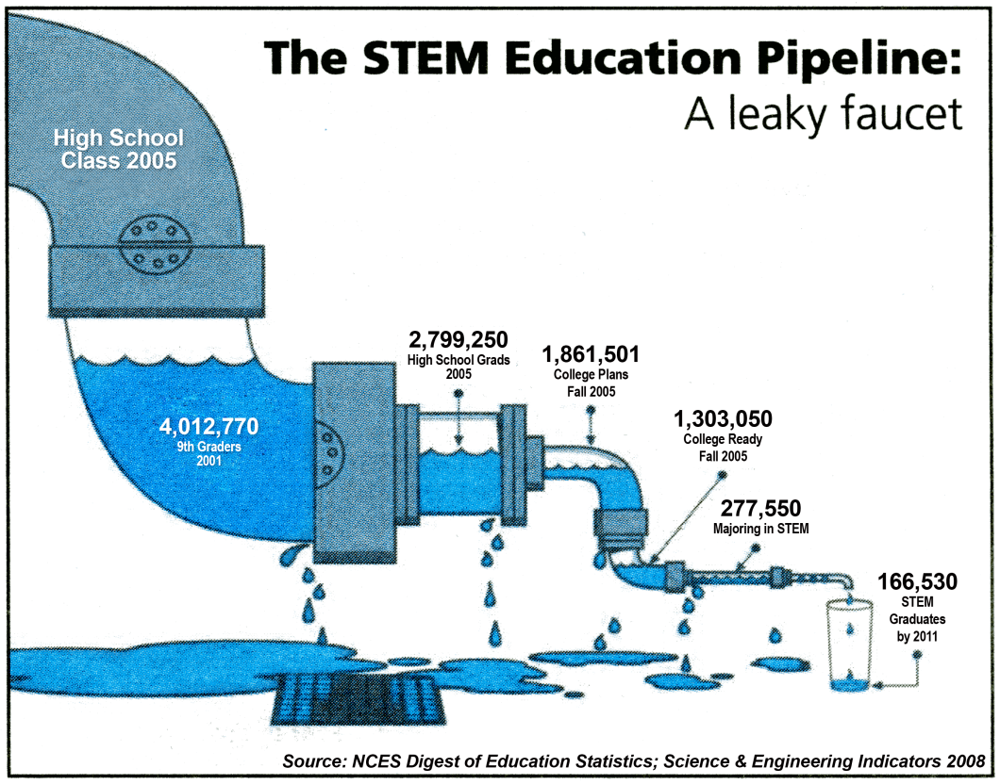 The STEM Education Pipeline:
A leaky faucet
High School
Class 2005
4,012,770
9th Graders
2001
2,799,250
High School Grads
2005
1,861,501
College Plans
Fall 2005
1,303,050
College Ready
Fall 2005
277,550
Majoring in STEM
166,530
STEM
Graduates
by 2011
Source: NCES Digest of Education Statistics; Science & Engineering Indicators 2008